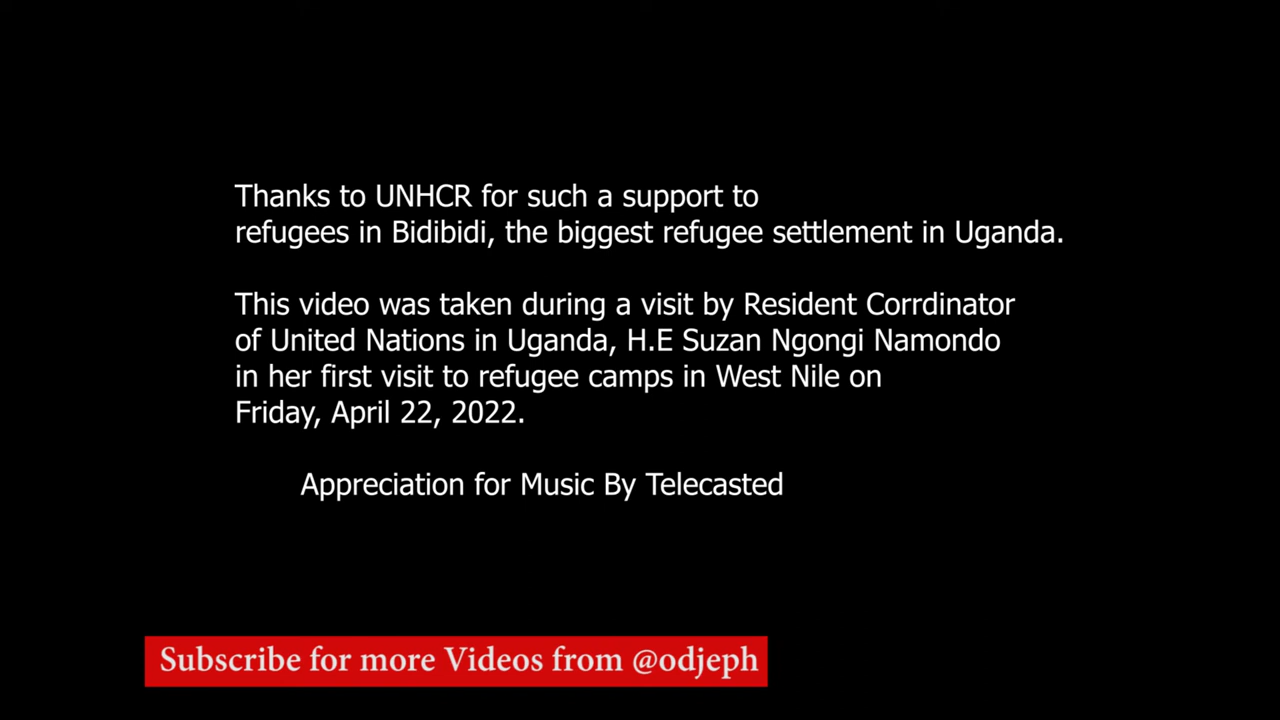 Thanks to UNHCR for such a support to
refugees in Bidibidi, the biggest refugee settlement in Uganda.
This video was taken during a visit by Resident Corrdinator
of United Nations in Uganda, H.E Suzan Ngongi Namondo
in her first visit to refugee camps in West Nile on
Friday, April 22, 2022.
Appreciation for Music By Telecasted
Subscribe for more Videos from @odjeph